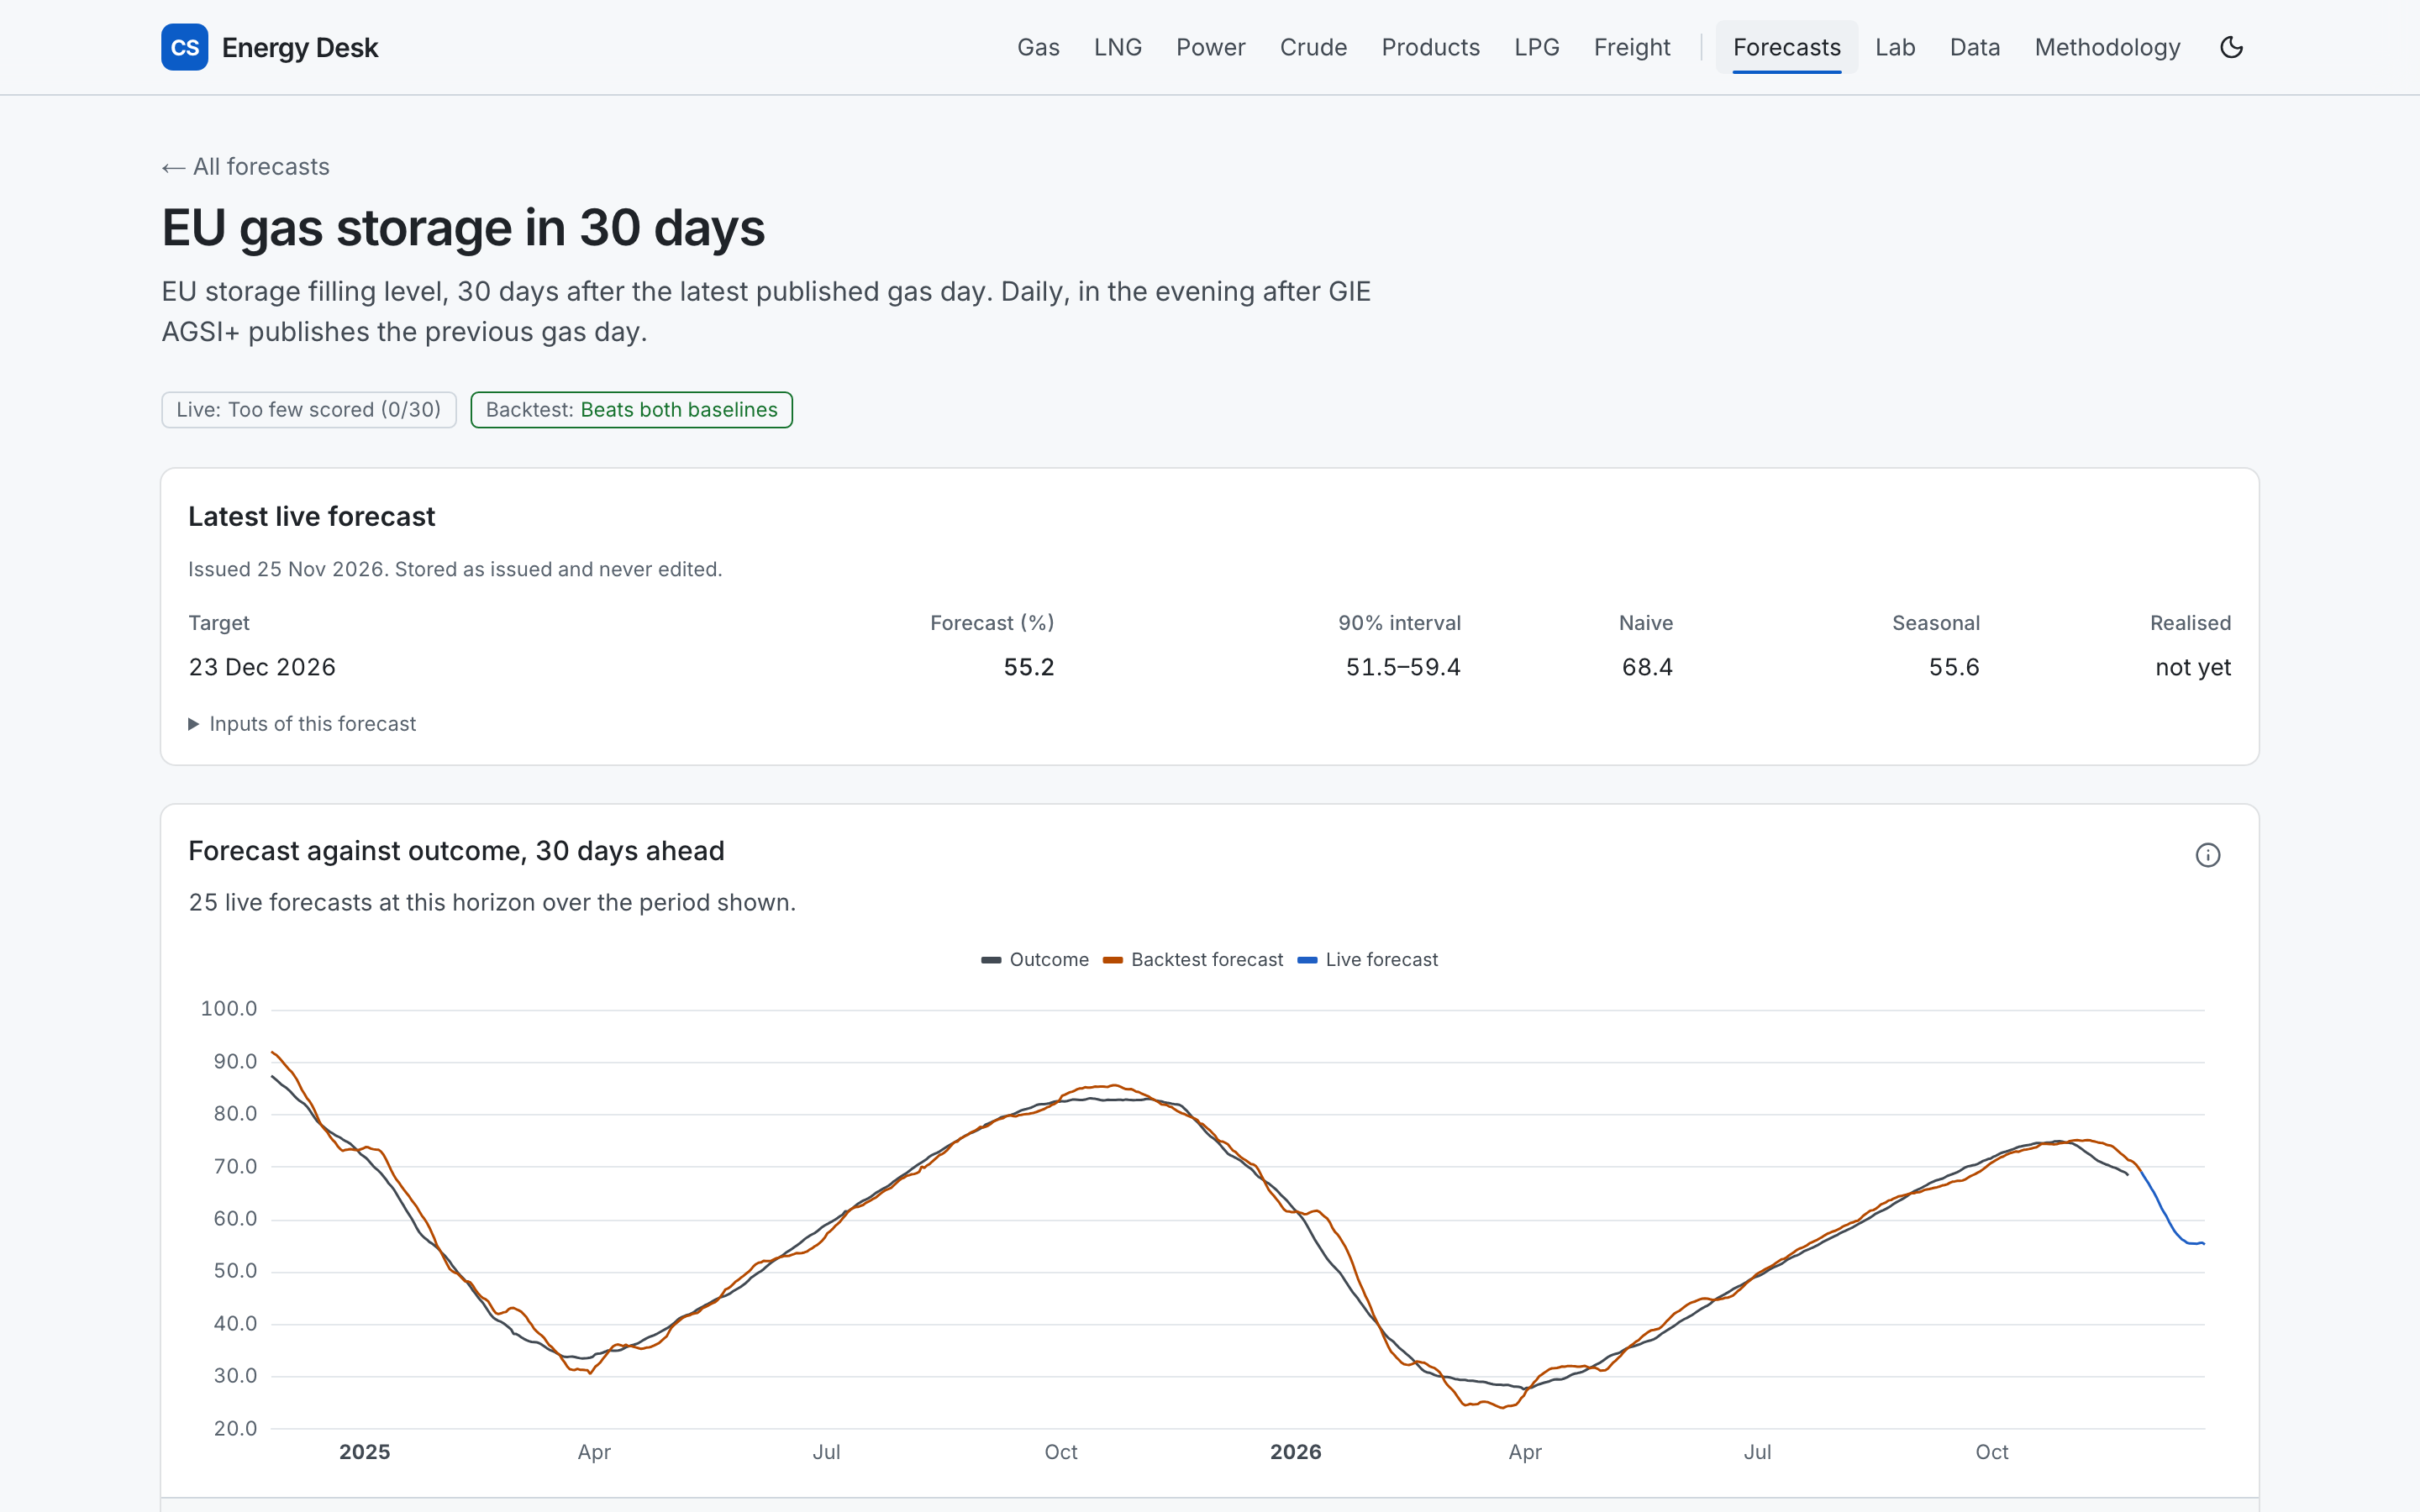 CS Energy Desk Gas LNG Power Crude Products LPG Freight Forecasts Lab Data Methodology
← All forecasts
EU gas storage in 30 days
EU storage filling level, 30 days after the latest published gas day. Daily, in the evening after GIE
AGSI+ publishes the previous gas day.
Live: Too few scored (0/30) Backtest: Beats both baselines
Latest live forecast
Issued 25 Nov 2026. Stored as issued and never edited.
Target Forecast (%) 90% interval Naive Seasonal Realised
23 Dec 2026 55.2 51.5–59.4 68.4 55.6 not yet
▶ Inputs of this forecast
Forecast against outcome, 30 days ahead
25 live forecasts at this horizon over the period shown.
Outcome Backtest forecast Live forecast
100.0
90.0
80.0
70.0
60.0
50.0
40.0
30.0
20.0
2025 Apr Jul Oct 2026 Apr Jul Oct